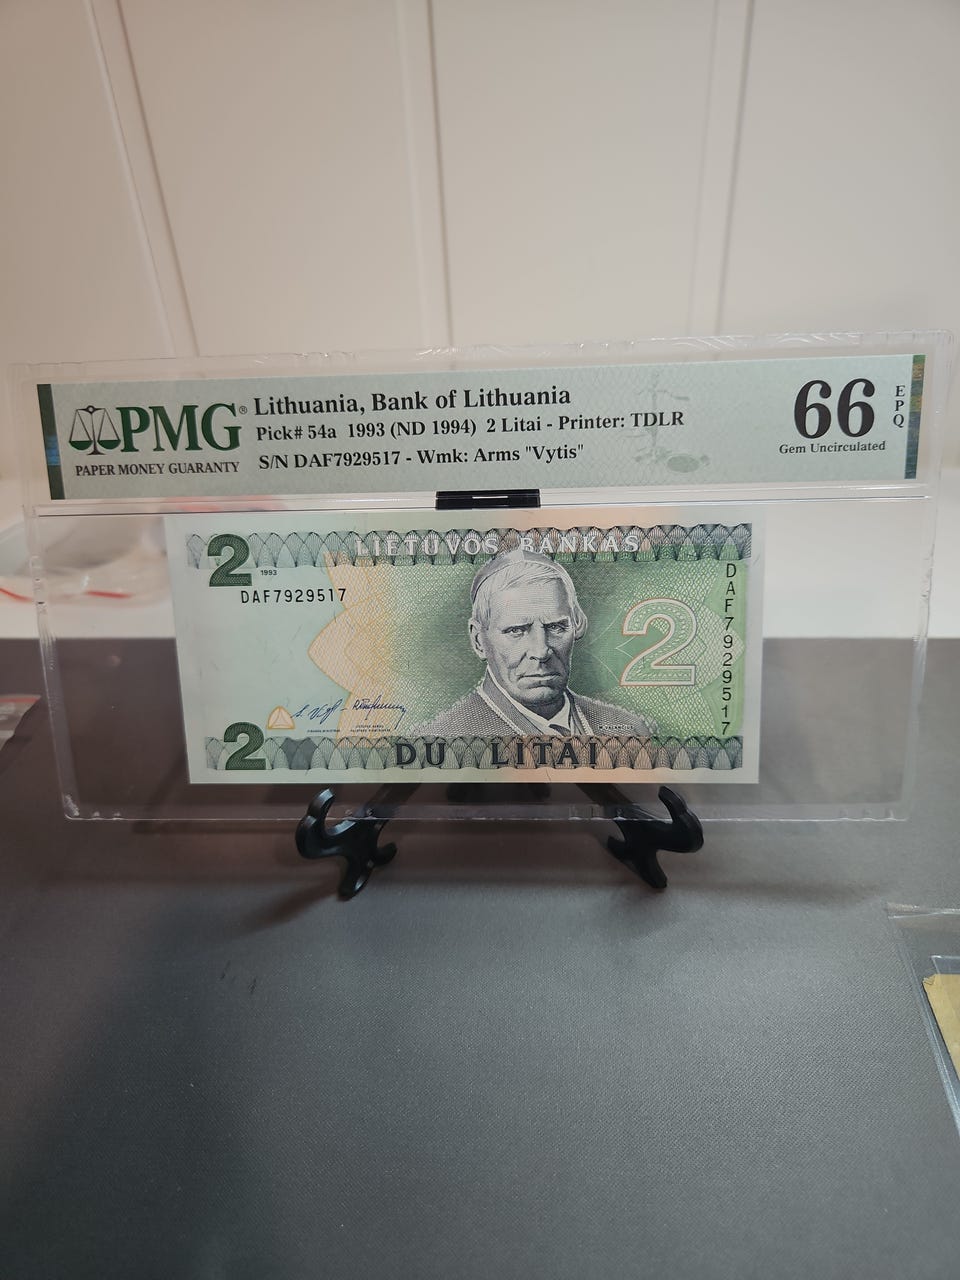 PMG®
PAPER MONEY GUARANTY
Lithuania, Bank of Lithuania
Pick# 54a 1993 (ND 1994) 2 Litai - Printer: TDLR
S/N DAF7929517 - Wmk: Arms "Vytis"
66
EPQ
Gem Uncirculated
2
1993
LIETUVOS BANKAS
DAF7929517
DAF7929517
2
M. VALANČIUS
2
DU LITAI